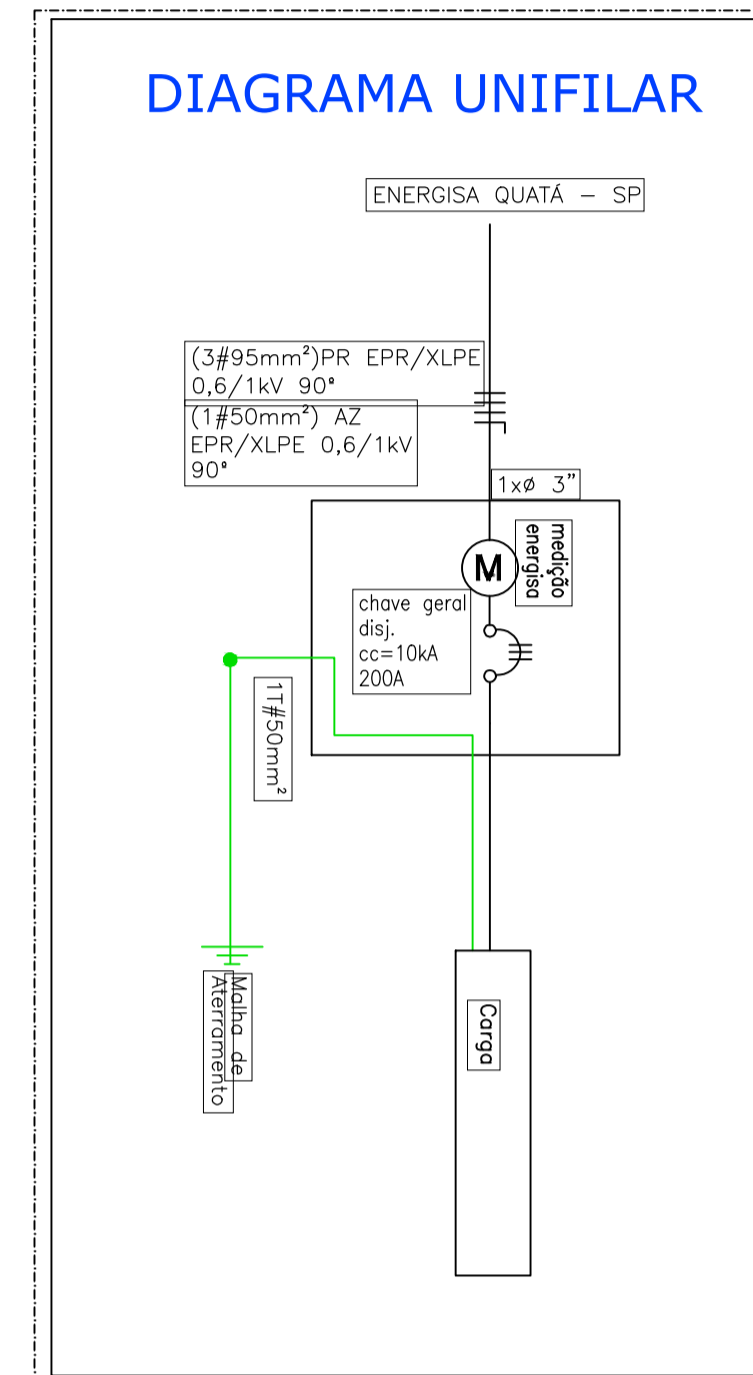 DIAGRAMA UNIFILAR
ENERGISA QUATÁ – SP
(3#95mm²)PR EPR/XLPE
0,6/1kV 90°
(1#50mm²) AZ
EPR/XLPE 0,6/1kV
90°
1xø 3"
medição
energisa
M
chave geral
disj.
cc=10kA
200A
1T#50mm²
Malha de
Aterramento
Carga